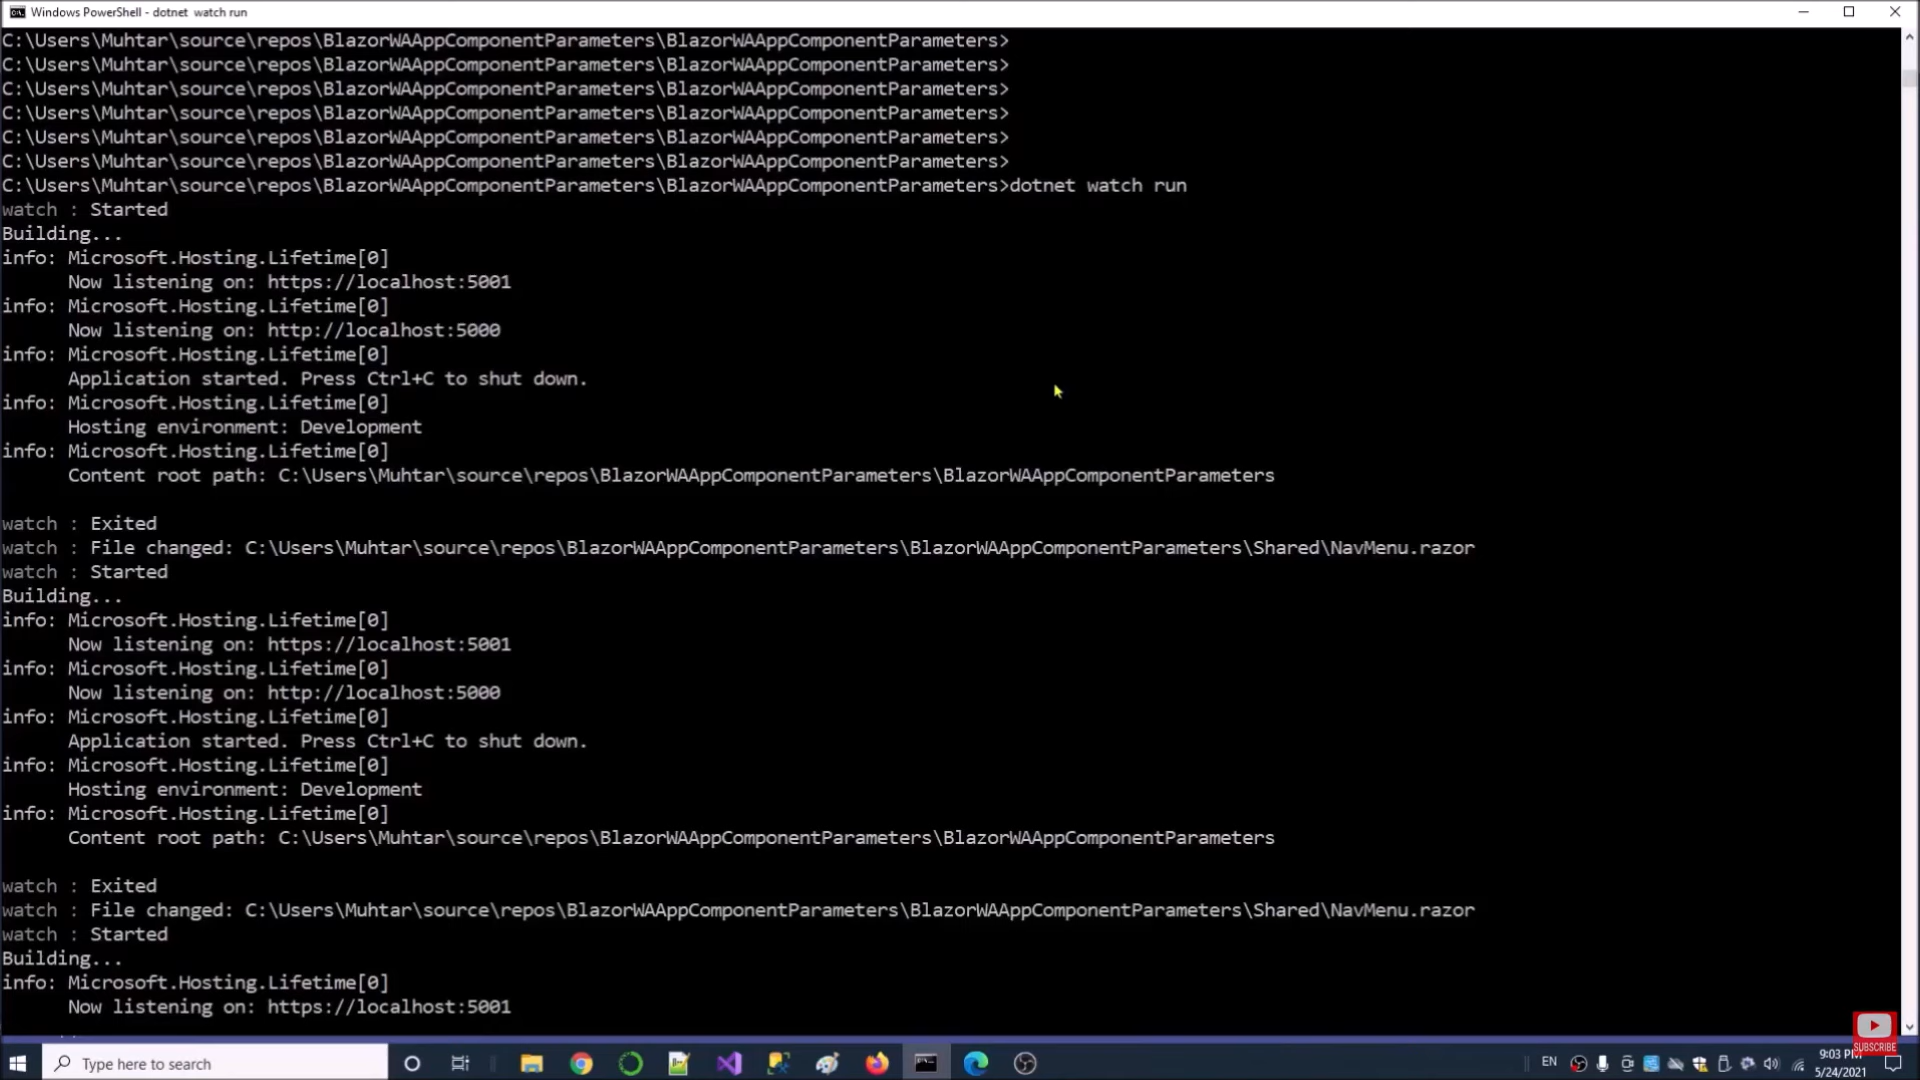 Windows PowerShell - dotnet  watch run
C:\Users\Muhtar\source\repos\BlazorWAAppComponentParameters\BlazorWAAppComponentParameters>
C:\Users\Muhtar\source\repos\BlazorWAAppComponentParameters\BlazorWAAppComponentParameters>
C:\Users\Muhtar\source\repos\BlazorWAAppComponentParameters\BlazorWAAppComponentParameters>
C:\Users\Muhtar\source\repos\BlazorWAAppComponentParameters\BlazorWAAppComponentParameters>
C:\Users\Muhtar\source\repos\BlazorWAAppComponentParameters\BlazorWAAppComponentParameters>
C:\Users\Muhtar\source\repos\BlazorWAAppComponentParameters\BlazorWAAppComponentParameters>
C:\Users\Muhtar\source\repos\BlazorWAAppComponentParameters\BlazorWAAppComponentParameters>dotnet watch run
watch : Started
Building...
info: Microsoft.Hosting.Lifetime[0]
      Now listening on: https://localhost:5001
info: Microsoft.Hosting.Lifetime[0]
      Now listening on: http://localhost:5000
info: Microsoft.Hosting.Lifetime[0]
      Application started. Press Ctrl+C to shut down.
info: Microsoft.Hosting.Lifetime[0]
      Hosting environment: Development
info: Microsoft.Hosting.Lifetime[0]
      Content root path: C:\Users\Muhtar\source\repos\BlazorWAAppComponentParameters\BlazorWAAppComponentParameters
watch : Exited
watch : File changed: C:\Users\Muhtar\source\repos\BlazorWAAppComponentParameters\BlazorWAAppComponentParameters\Shared\NavMenu.razor
watch : Started
Building...
info: Microsoft.Hosting.Lifetime[0]
      Now listening on: https://localhost:5001
info: Microsoft.Hosting.Lifetime[0]
      Now listening on: http://localhost:5000
info: Microsoft.Hosting.Lifetime[0]
      Application started. Press Ctrl+C to shut down.
info: Microsoft.Hosting.Lifetime[0]
      Hosting environment: Development
info: Microsoft.Hosting.Lifetime[0]
      Content root path: C:\Users\Muhtar\source\repos\BlazorWAAppComponentParameters\BlazorWAAppComponentParameters
watch : Exited
watch : File changed: C:\Users\Muhtar\source\repos\BlazorWAAppComponentParameters\BlazorWAAppComponentParameters\Shared\NavMenu.razor
watch : Started
Building...
info: Microsoft.Hosting.Lifetime[0]
      Now listening on: https://localhost:5001
SUBSCRIBE
Type here to search
EN
9:03 PM
5/24/2021